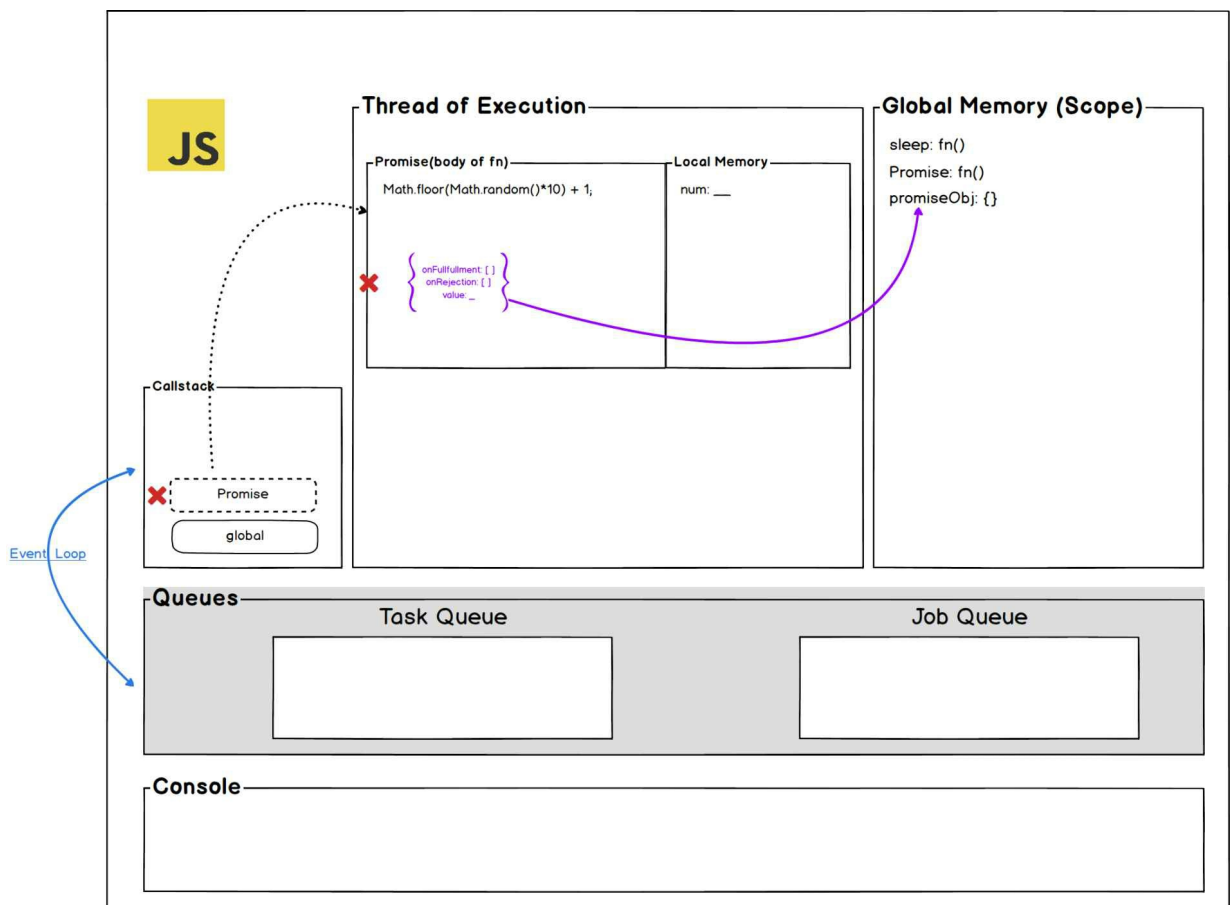 JS
Thread of Execution
Promise(body of fn)
Math.floor(Math.random()*10) + 1;
onFullfullment: [ ]
onRejection: [ ]
value: _
Local Memory
num: __
Global Memory (Scope)
sleep: fn()
Promise: fn()
promiseObj: {}
Callstack
Promise
global
Event Loop
Queues
Task Queue
Job Queue
Console